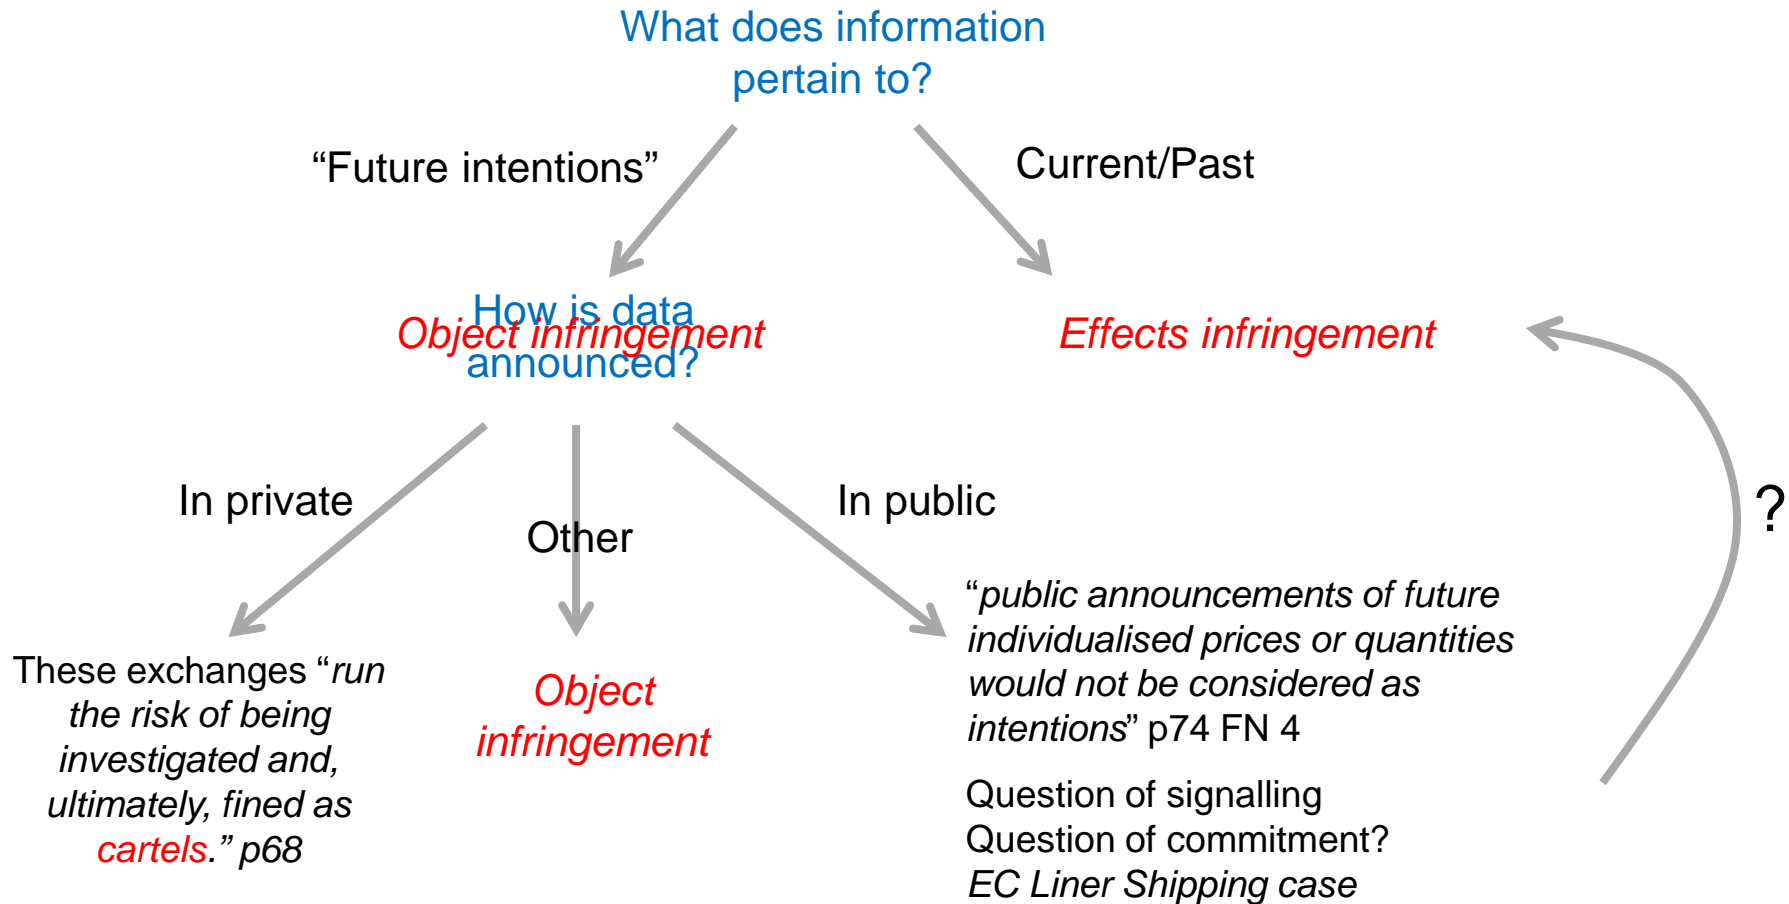 What does information
pertain to?
“Future intentions”
Current/Past
How is data
announced?
Object infringement
Effects infringement
In private
Other
In public
?
These exchanges “run
the risk of being
investigated and,
ultimately, fined as
cartels.” p68
Object
infringement
“public announcements of future
individualised prices or quantities
would not be considered as
intentions” p74 FN 4
Question of signalling
Question of commitment?
EC Liner Shipping case